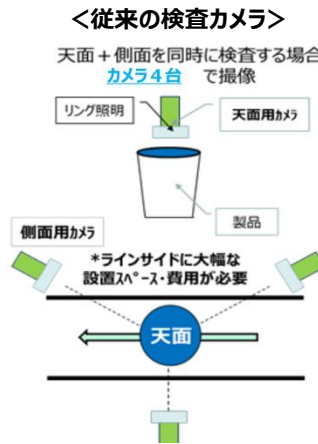 <従来の検査カメラ>
天面+側面を同時に検査する場合
カメラ4台 で撮像
リング照明
天面用ｶﾒﾗ
製品
側面用ｶﾒﾗ
*ラインサイドに大幅な
設置ｽﾍﾟｰｽ・費用が必要
天面